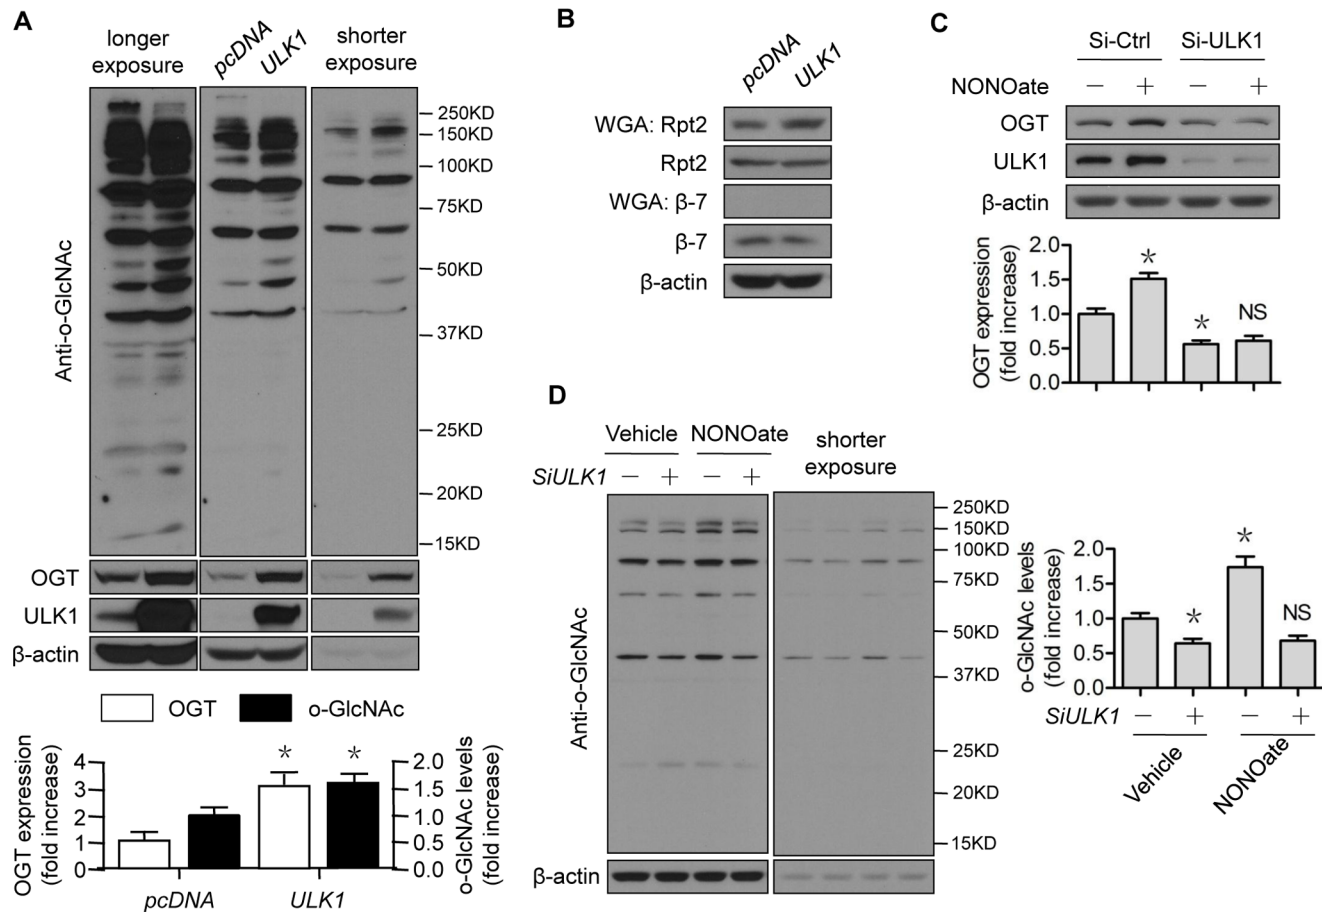 A
longer
exposure
pcDNA
ULK1
shorter
exposure
Anti-o-GlcNAc
250KD
150KD
100KD
75KD
50KD
37KD
25KD
20KD
15KD
OGT
ULK1
β-actin
OGT
o-GlcNAc
OGT expression
(fold increase)
4
3
2
1
0
* *
2.0
1.5
1.0
0.5
0.0
o-GlcNAc levels
(fold increase)
pcDNA ULK1
B
pcDNA
ULK1
WGA: Rpt2
Rpt2
WGA: β-7
β-7
β-actin
C
Si-Ctrl Si-ULK1
NONOate − + − +
OGT
ULK1
β-actin
OGT expression
(fold increase)
2.0
1.5
1.0
0.5
0.0
* * NS
D
Vehicle NONOate
shorter
exposure
SiULK1 − + − +
Anti-o-GlcNAc
250KD
150KD
100KD
75KD
50KD
37KD
25KD
20KD
15KD
β-actin
o-GlcNAc levels
(fold increase)
2.0
1.5
1.0
0.5
0.0
* * NS
SiULK1 − + − +
Vehicle
NONOate